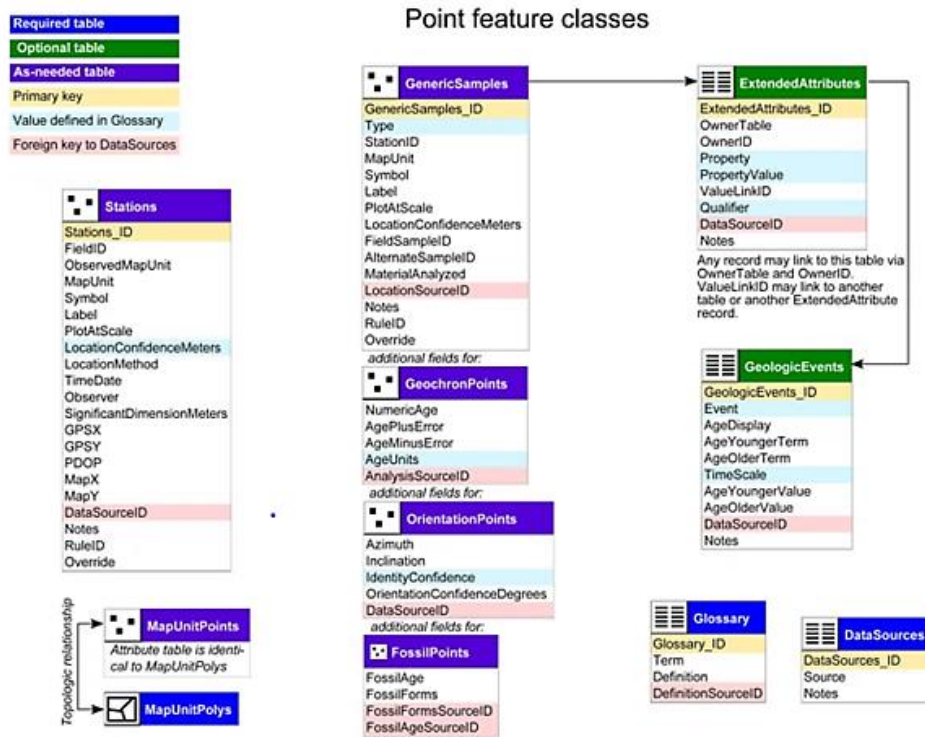 Point feature classes
Required table
Optional table
As-needed table
Primary key
Value defined in Glossary
Foreign key to DataSources
Stations
Stations_ID
FieldID
ObservedMapUnit
MapUnit
Symbol
Label
PlotAtScale
LocationConfidenceMeters
LocationMethod
TimeDate
Observer
SignificantDimensionMeters
GPSX
GPSY
PDOP
MapX
MapY
DataSourceID
Notes
RuleID
Override
Topologic relationship
MapUnitPoints
Attribute table is identi-
cal to MapUnitPolys
MapUnitPolys
GenericSamples
GenericSamples_ID
Type
StationID
MapUnit
Symbol
Label
PlotAtScale
LocationConfidenceMeters
FieldSampleID
AlternateSampleID
MaterialAnalyzed
LocationSourceID
Notes
RuleID
Override
additional fields for:
GeochronPoints
NumericAge
AgePlusError
AgeMinusError
AgeUnits
AnalysisSourceID
additional fields for:
OrientationPoints
Azimuth
Inclination
IdentityConfidence
OrientationConfidenceDegrees
DataSourceID
additional fields for:
FossilPoints
FossilAge
FossilForms
FossilFormsSourceID
FossilAgeSourceID
ExtendedAttributes
ExtendedAttributes_ID
OwnerTable
OwnerID
Property
PropertyValue
ValueLinkID
Qualifier
DataSourceID
Notes
Any record may link to this table via
OwnerTable and OwnerID.
ValueLinkID may link to another
table or another ExtendedAttribute
record.
GeologicEvents
GeologicEvents_ID
Event
AgeDisplay
AgeYoungerTerm
AgeOlderTerm
TimeScale
AgeYoungerValue
AgeOlderValue
DataSourceID
Notes
Glossary
Glossary_ID
Term
Definition
DefinitionSourceID
DataSources
DataSources_ID
Source
Notes